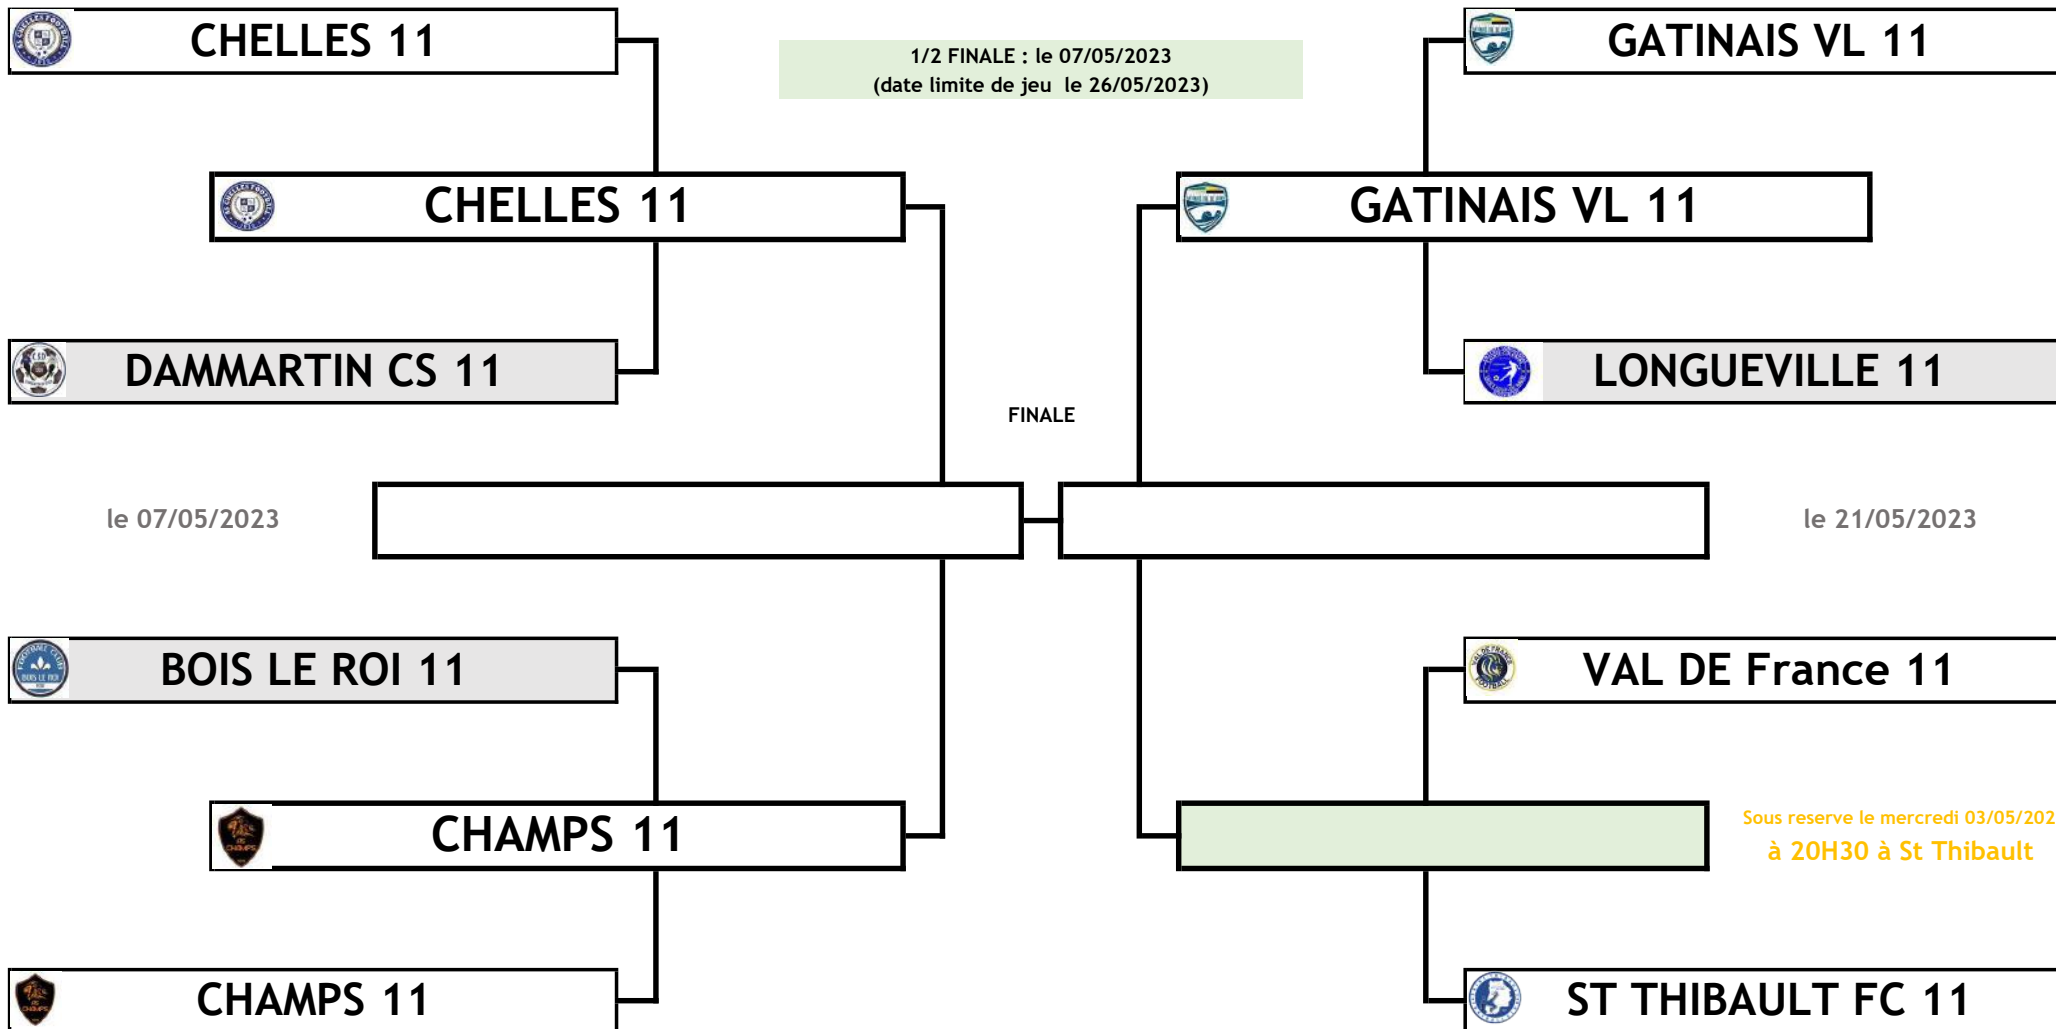 CHELLES 11
1/2 FINALE : le 07/05/2023
(date limite de jeu le 26/05/2023)
GATINAIS VL 11
CHELLES 11
GATINAIS VL 11
DAMMARTIN CS 11
LONGUEVILLE 11
FINALE
le 07/05/2023
le 21/05/2023
BOIS LE ROI 11
VAL DE France 11
CHAMPS 11
Sous reserve le mercredi 03/05/202
à 20H30 à St Thibault
CHAMPS 11
ST THIBAULT FC 11